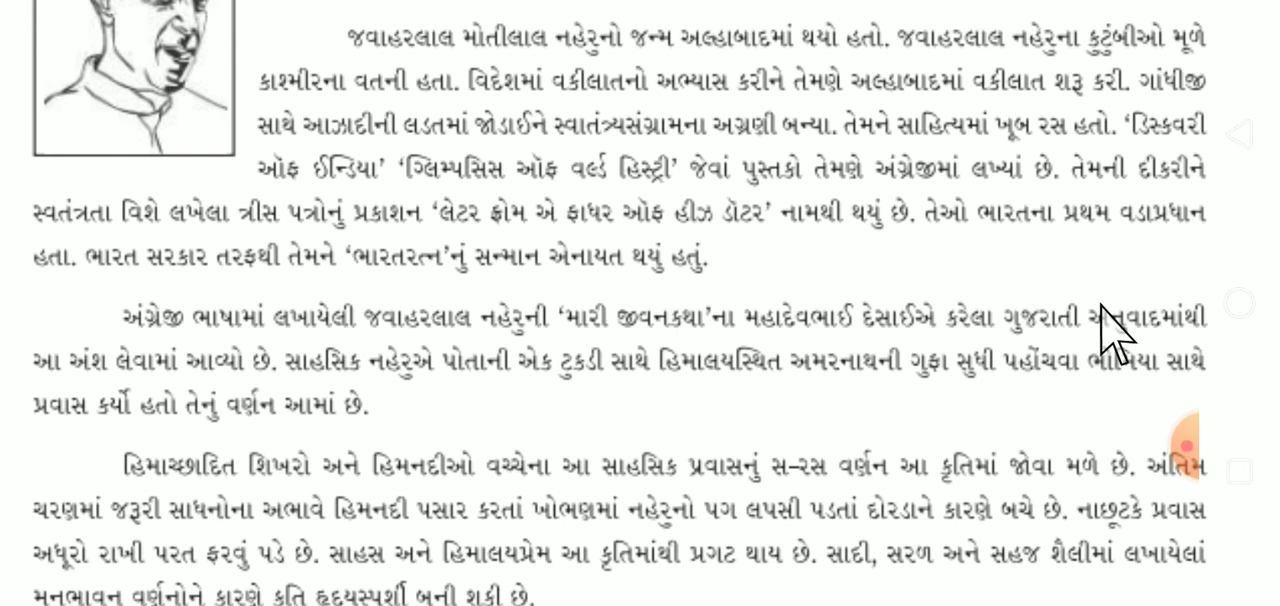 જવાહરલાલ મોતીલાલ નહેરુનો જન્મ અલ્હાબાદમાં થયો હતો. જવાહરલાલ નહેરુના કુટુંબીઓ મૂળે
કાશ્મીરના વતની હતા. વિદેશમાં વકીલાતનો અભ્યાસ કરીને તેમણે અલ્હાબાદમાં વકીલાત શરૂ કરી. ગાંધીજી
સાથે આઝાદીની લડતમાં જોડાઈને સ્વાતંત્ર્યસંગ્રામના અગ્રણી બન્યા. તેમને સાહિત્યમાં ખૂબ રસ હતો. ‘ડિસ્કવરી
ઑફ ઈન્ડિયા’ ‘ગ્લિમ્પસિસ ઑફ વર્લ્ડ હિસ્ટ્રી’ જેવાં પુસ્તકો તેમણે અંગ્રેજીમાં લખ્યાં છે. તેમની દીકરીને
સ્વતંત્રતા વિશે લખેલા ત્રીસ પત્રોનું પ્રકાશન ‘લેટર ફ્રોમ એ ફાધર ઑફ હીઝ ડૉટર’ નામથી થયું છે. તેઓ ભારતના પ્રથમ વડાપ્રધાન
હતા. ભારત સરકાર તરફથી તેમને ‘ભારતરત્ન’નું સન્માન એનાયત થયું હતું.
અંગ્રેજી ભાષામાં લખાયેલી જવાહરલાલ નહેરુની ‘મારી જીવનકથા’ના મહાદેવભાઈ દેસાઈએ કરેલા ગુજરાતી
આ અંશ લેવામાં આવ્યો છે. સાહસિક નહેરુએ પોતાની એક ટુકડી સાથે હિમાલયસ્થિત અમરનાથની ગુફા સુધી પહોંચવા સાથે
પ્રવાસ કર્યો હતો તેનું વર્ણન આમાં છે.
હિમાચ્છાદિત શિખરો અને હિમનદીઓ વચ્ચેના આ સાહસિક પ્રવાસનું સ-રસ વર્ણન આ કૃતિમાં જોવા મળે છે. અંતિમ
ચરણમાં જરૂરી સાધનોના અભાવે હિમનદી પસાર કરતાં ખોભણમાં નહેરુનો પગ લપસી પડતાં દોરડાને કારણે બચે છે. નાછૂટકે પ્રવાસ
અધૂરો રાખી પરત ફરવું પડે છે. સાહસ અને હિમાલયપ્રેમ આ કૃતિમાંથી પ્રગટ થાય છે. સાદી, સરળ અને સહજ શૈલીમાં લખાયેલાં
મનભાવન વર્ણનોને કારણે કૃતિ હૃદયસ્પર્શી બની શકી છે.